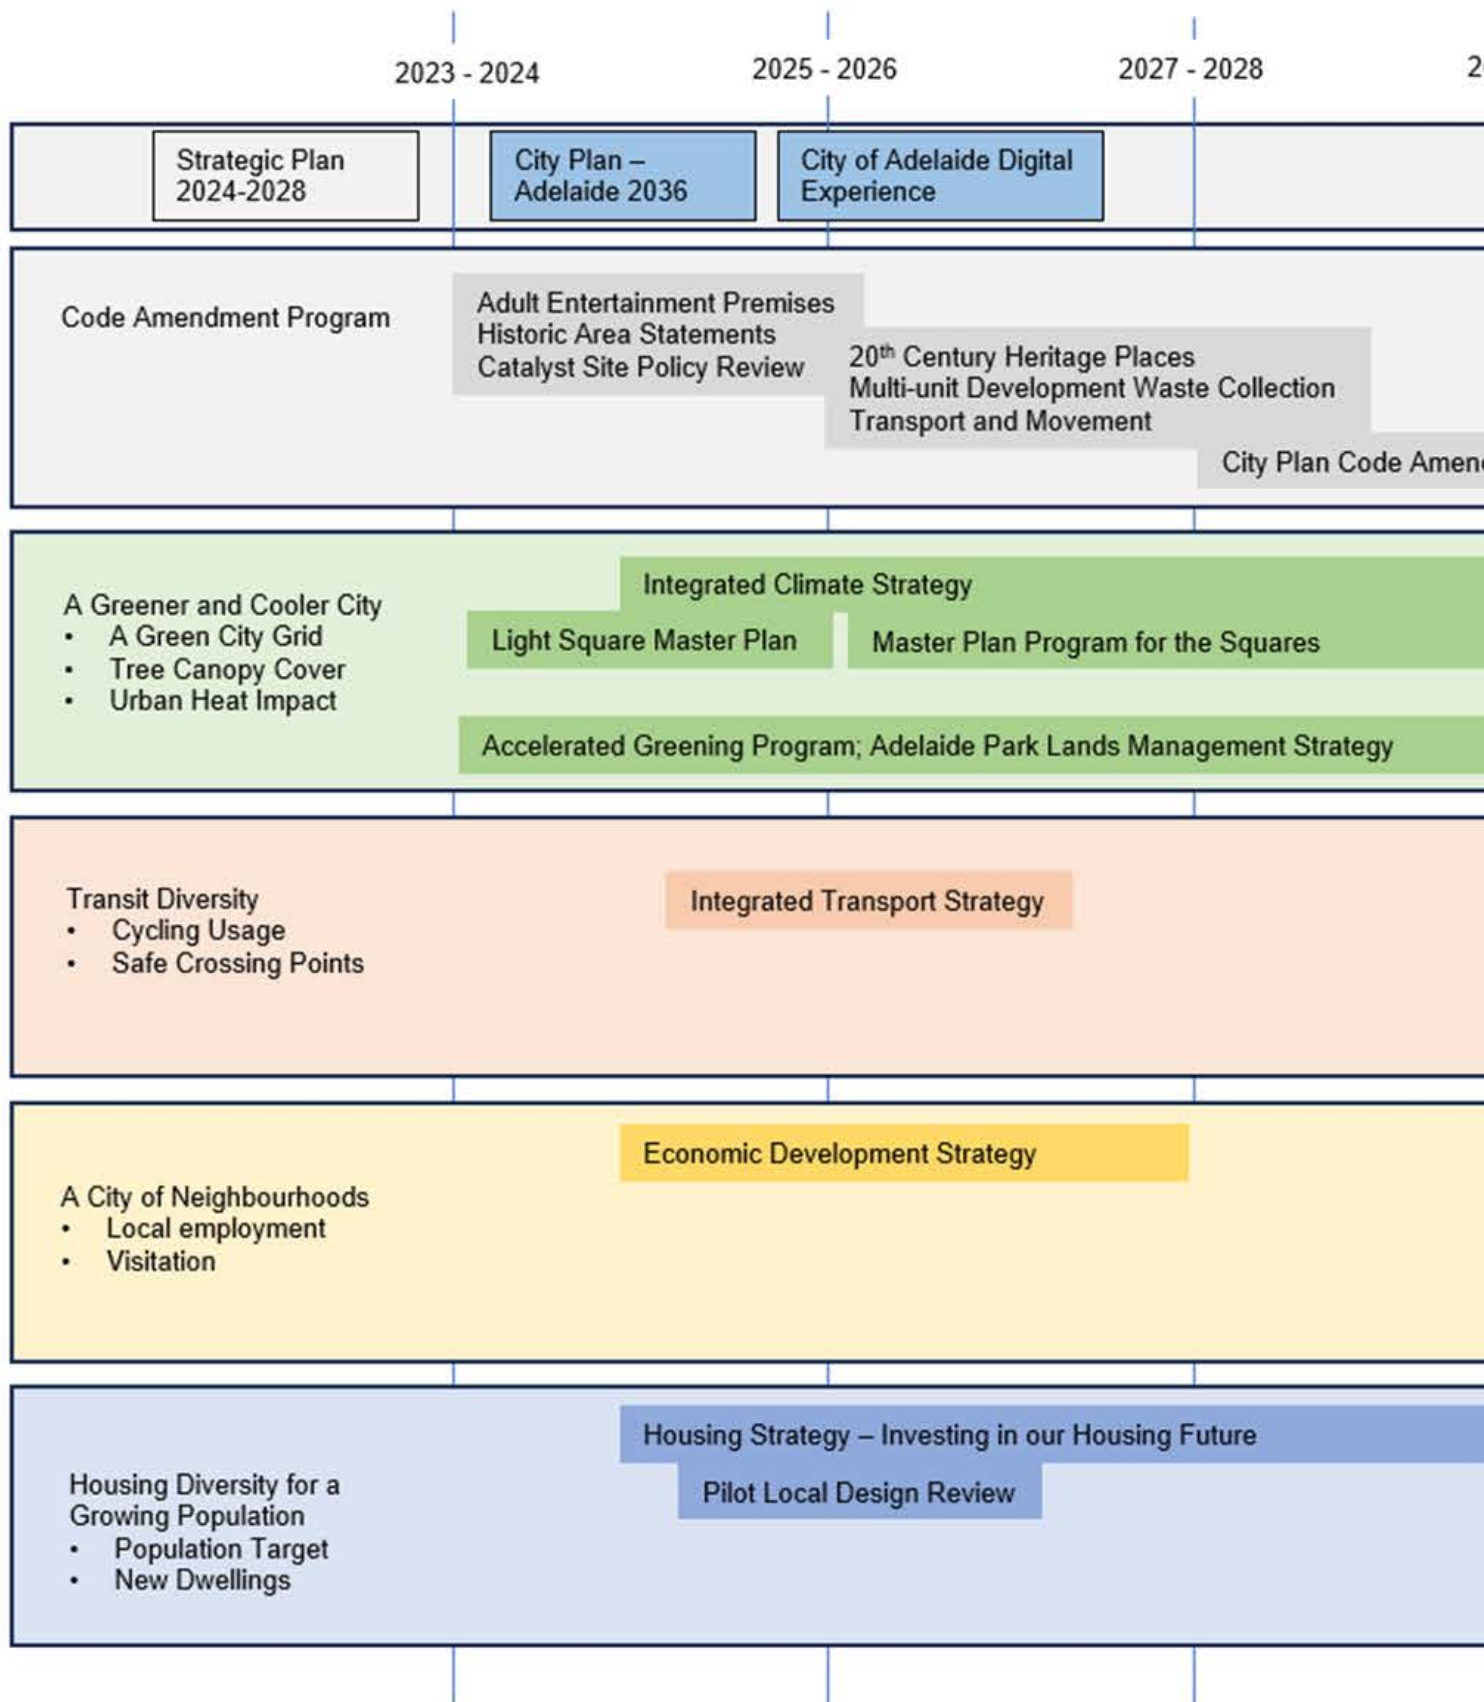 2023 - 2024
2025 - 2026
2027 - 2028
Strategic Plan
2024-2028
City Plan –
Adelaide 2036
City of Adelaide Digital
Experience
Code Amendment Program
Adult Entertainment Premises
Historic Area Statements
Catalyst Site Policy Review
20th Century Heritage Places
Multi-unit Development Waste Collection
Transport and Movement
City Plan Code
A Greener and Cooler City
• A Green City Grid
• Tree Canopy Cover
• Urban Heat Impact
Integrated Climate Strategy
Light Square Master Plan
Master Plan Program for the Squares
Accelerated Greening Program; Adelaide Park Lands Management Strategy
Transit Diversity
• Cycling Usage
• Safe Crossing Points
Integrated Transport Strategy
Economic Development Strategy
A City of Neighbourhoods
• Local employment
• Visitation
Housing Strategy – Investing in our Housing Future
Pilot Local Design Review
Housing Diversity for a
Growing Population
• Population Target
• New Dwellings